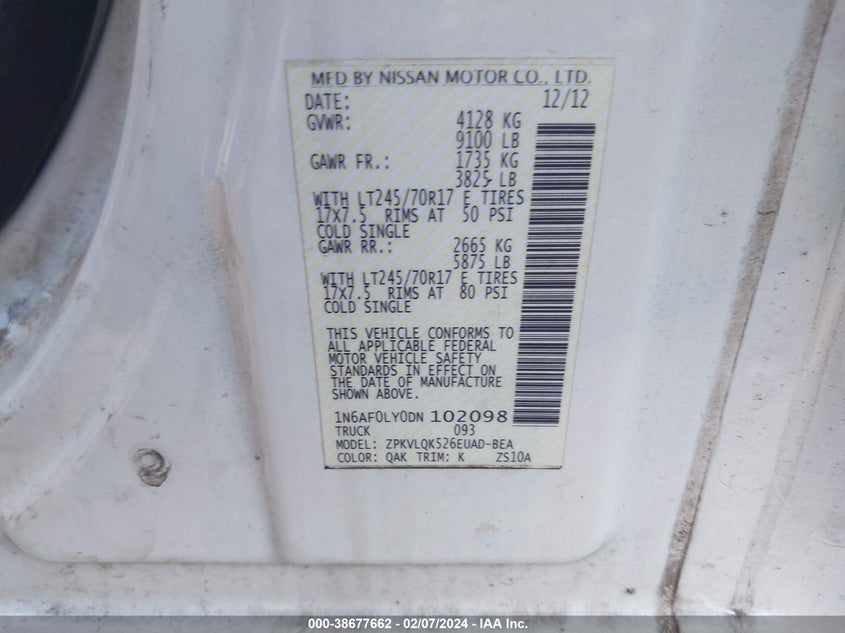 MFD BY NISSAN MOTOR CO., LTD.
DATE: 12/12
GVWR: 4128 KG
9100 LB
GAWR FR.: 1735 KG
3825 LB
WITH LT245/70R17 E TIRES
17X7.5 RIMS AT 50 PSI
COLD SINGLE
GAWR RR.: 2665 KG
5875 LB
WITH LT245/70R17 E TIRES
17X7.5 RIMS AT 80 PSI
COLD SINGLE
THIS VEHICLE CONFORMS TO
ALL APPLICABLE FEDERAL
MOTOR VEHICLE SAFETY
STANDARDS IN EFFECT ON
THE DATE OF MANUFACTURE
SHOWN ABOVE.
1N6AF0LY0DN 102098
TRUCK 093
MODEL: ZPKVLQK526EUAD-BEA
COLOR: QAK TRIM: K ZS10A
000-38677662 - 02/07/2024 - IAA Inc.